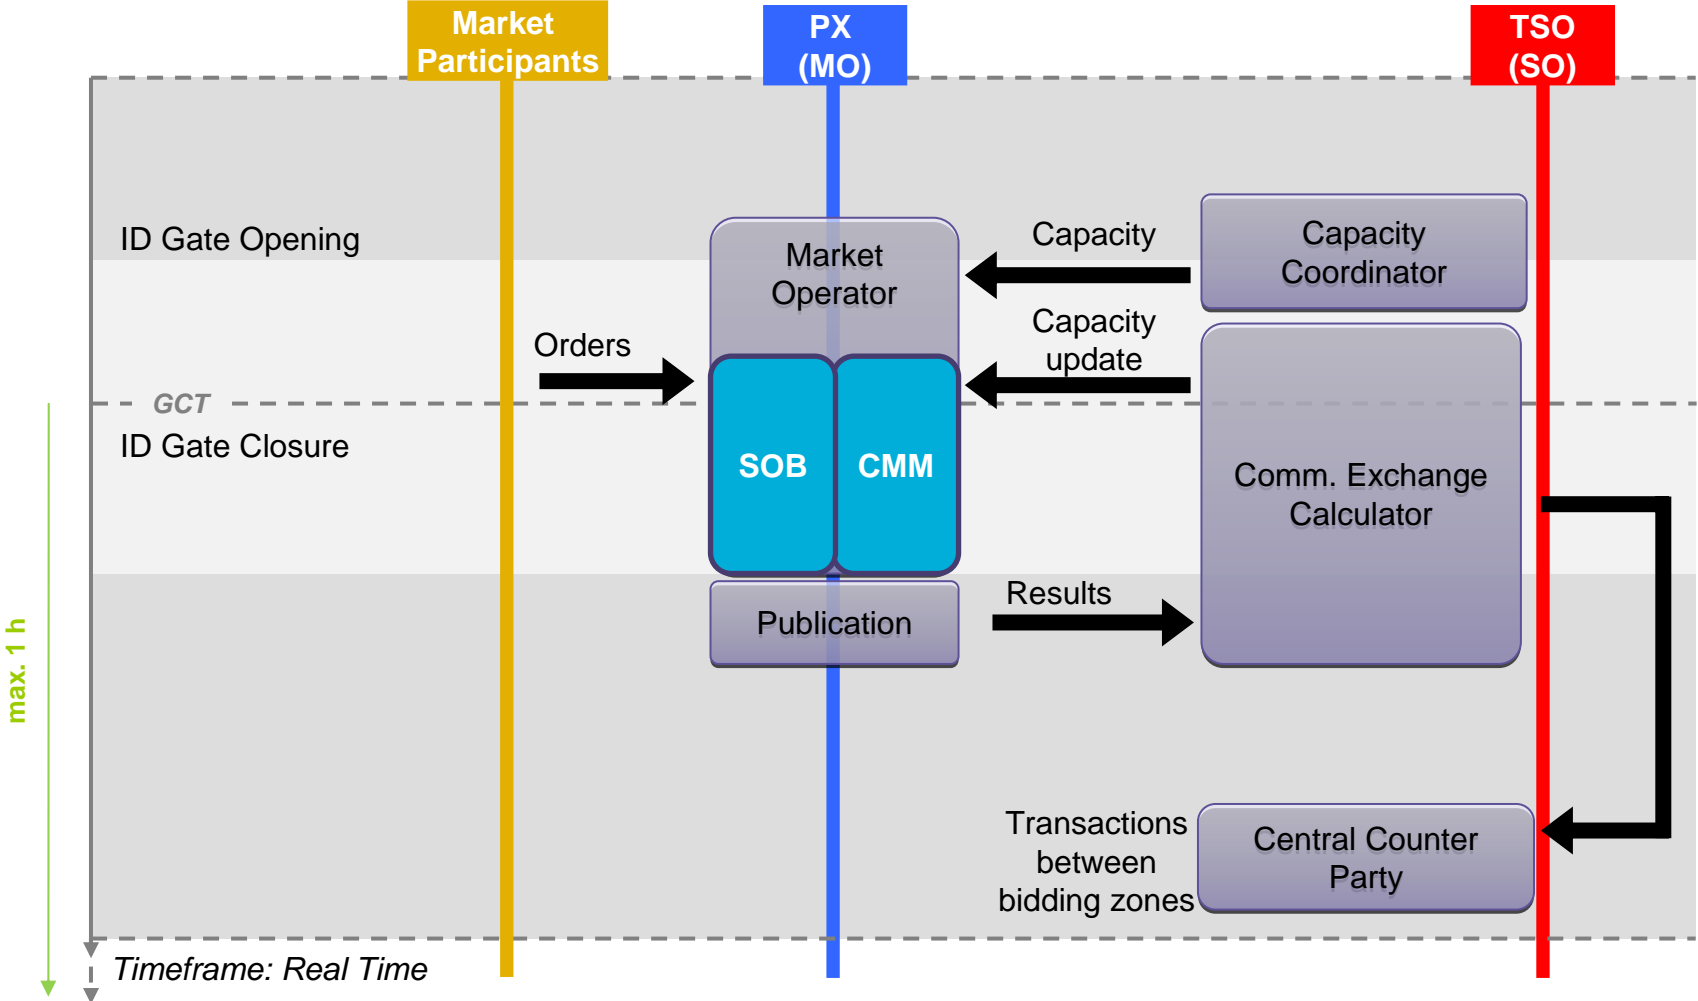 Market
Participants
PX
(MO)
TSO
(SO)
ID Gate Opening
Market
Operator
Capacity
Capacity
Coordinator
Orders
Capacity
update
GCT
ID Gate Closure
SOB
CMM
Comm. Exchange
Calculator
Publication
Results
max. 1 h
Transactions
between
bidding zones
Central Counter
Party
Timeframe: Real Time